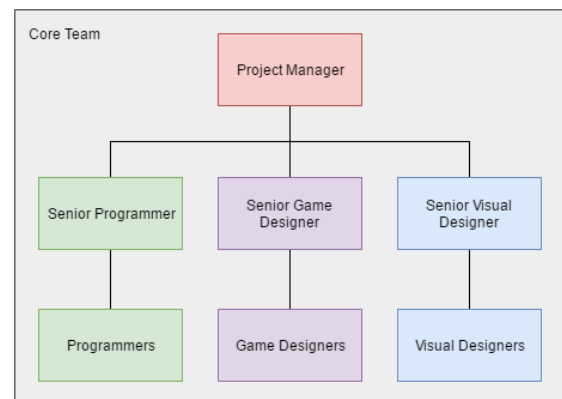 Core Team
Project Manager
Senior Programmer
Senior Game
Designer
Senior Visual
Designer
Programmers
Game Designers
Visual Designers